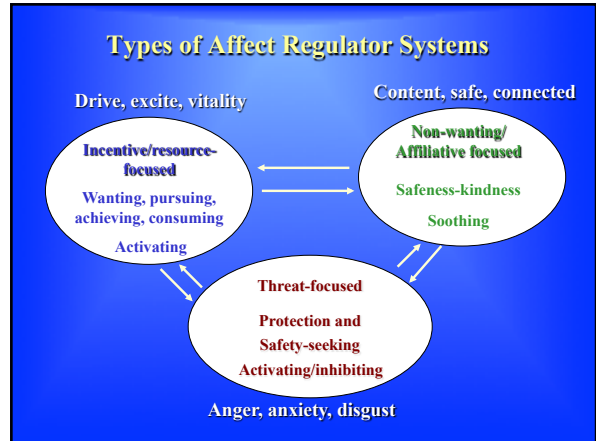 Types of Affect Regulator Systems
Drive, excite, vitality
Content, safe, connected
Incentive/resource-
focused
Wanting, pursuing,
achieving, consuming
Activating
Non-wanting/
Affiliative focused
Safeness-kindness
Soothing
Threat-focused
Protection and
Safety-seeking
Activating/inhibiting
Anger, anxiety, disgust